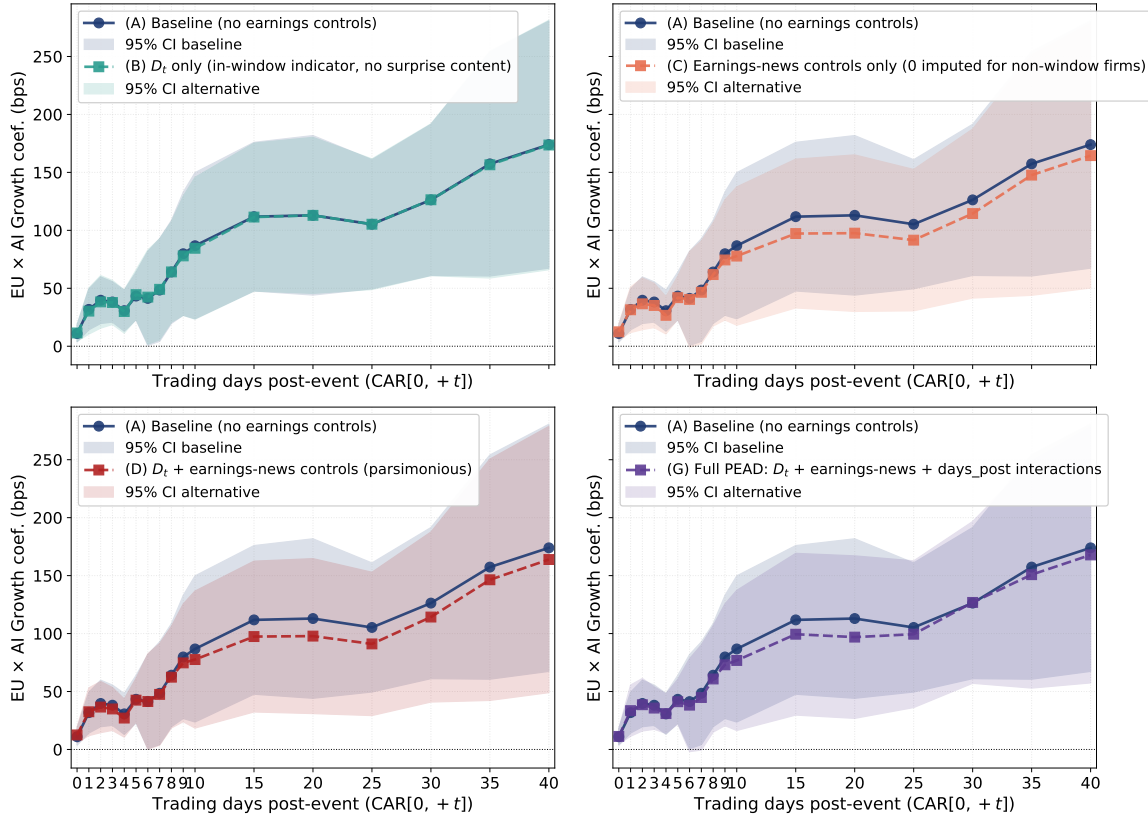 (A) Baseline (no earnings controls)
95% CI baseline
(B) Dₜ only (in-window indicator, no surprise content)
95% CI alternative
250
200
150
100
50
0
EU × AI Growth coef. (bps)
Trading days post-event (CAR[0, + t])
(A) Baseline (no earnings controls)
95% CI baseline
(C) Earnings-news controls only (0 imputed for non-window firms)
95% CI alternative
EU × AI Growth coef. (bps)
Trading days post-event (CAR[0, + t])
(A) Baseline (no earnings controls)
95% CI baseline
(D) Dₜ + earnings-news controls (parsimonious)
95% CI alternative
250
200
150
100
50
0
EU × AI Growth coef. (bps)
0 1 2 3 4 5 6 7 8 9 10 15 20 25 30 35 40
Trading days post-event (CAR[0, + t])
(A) Baseline (no earnings controls)
95% CI baseline
(G) Full PEAD: Dₜ + earnings-news + days_post interactions
95% CI alternative
EU × AI Growth coef. (bps)
0 1 2 3 4 5 6 7 8 9 10 15 20 25 30 35 40
Trading days post-event (CAR[0, + t])